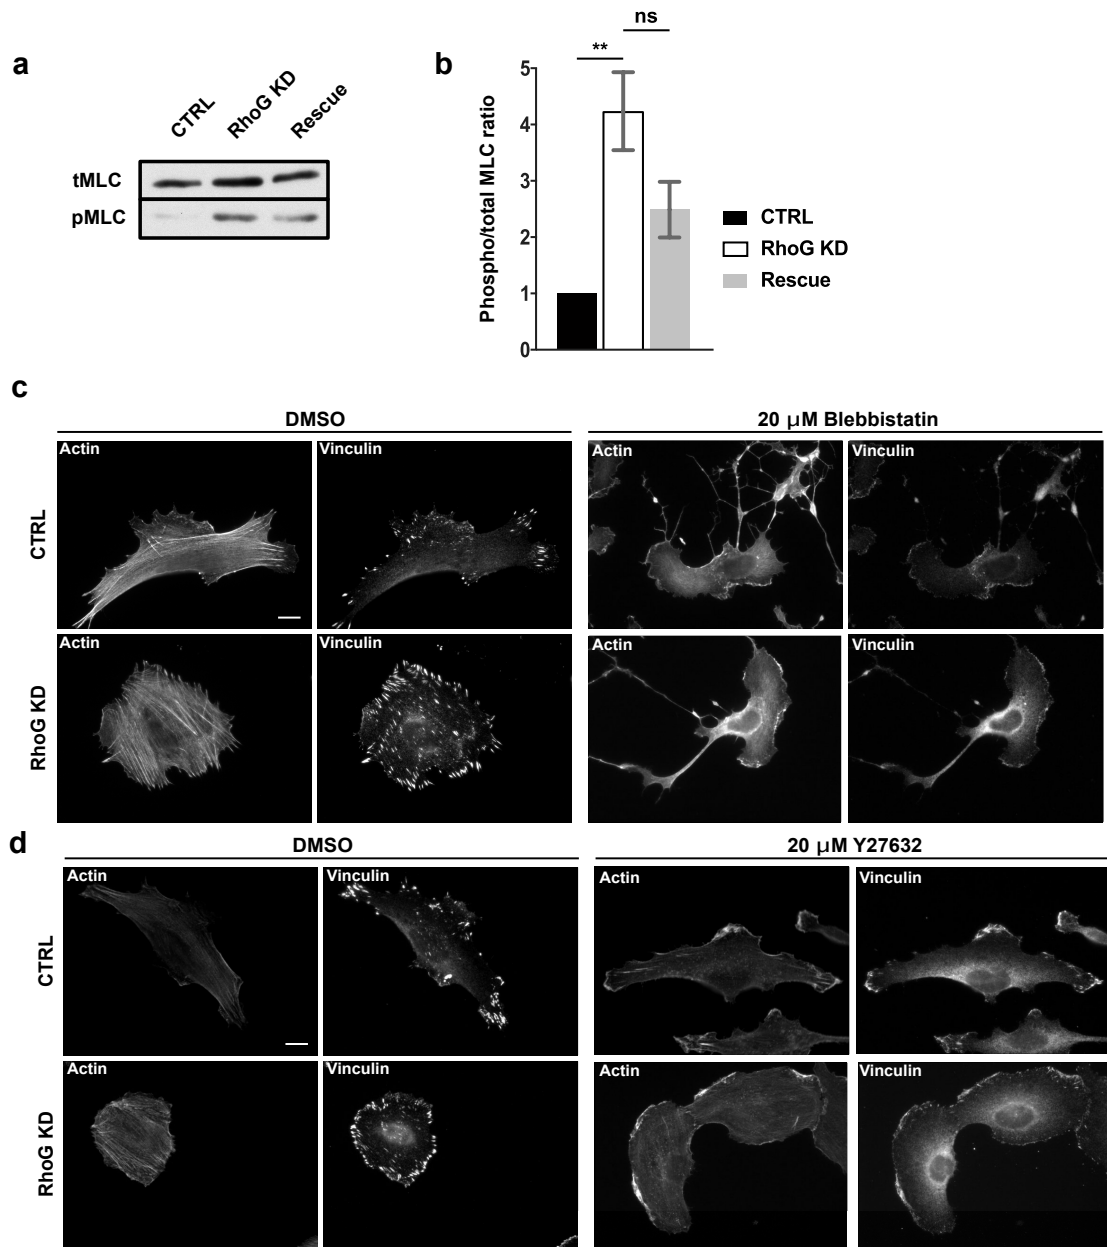 a
CTRL
RhoG KD
Rescue
tMLC
pMLC
b
ns
**
Phospho/total MLC ratio
5
4
3
2
1
0
CTRL
RhoG KD
Rescue
c
DMSO
20 µM Blebbistatin
CTRL
Actin
Vinculin
Actin
Vinculin
RhoG KD
Actin
Vinculin
Actin
Vinculin
d
DMSO
20 µM Y27632
CTRL
Actin
Vinculin
Actin
Vinculin
RhoG KD
Actin
Vinculin
Actin
Vinculin